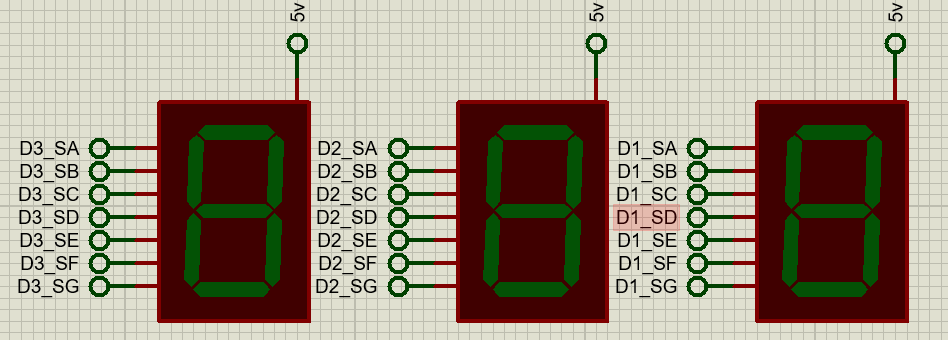 5v 5v 5v
D3_SA D2_SA D1_SA
D3_SB D2_SB D1_SB
D3_SC D2_SC D1_SC
D3_SD D2_SD D1_SD
D3_SE D2_SE D1_SE
D3_SF D2_SF D1_SF
D3_SG D2_SG D1_SG